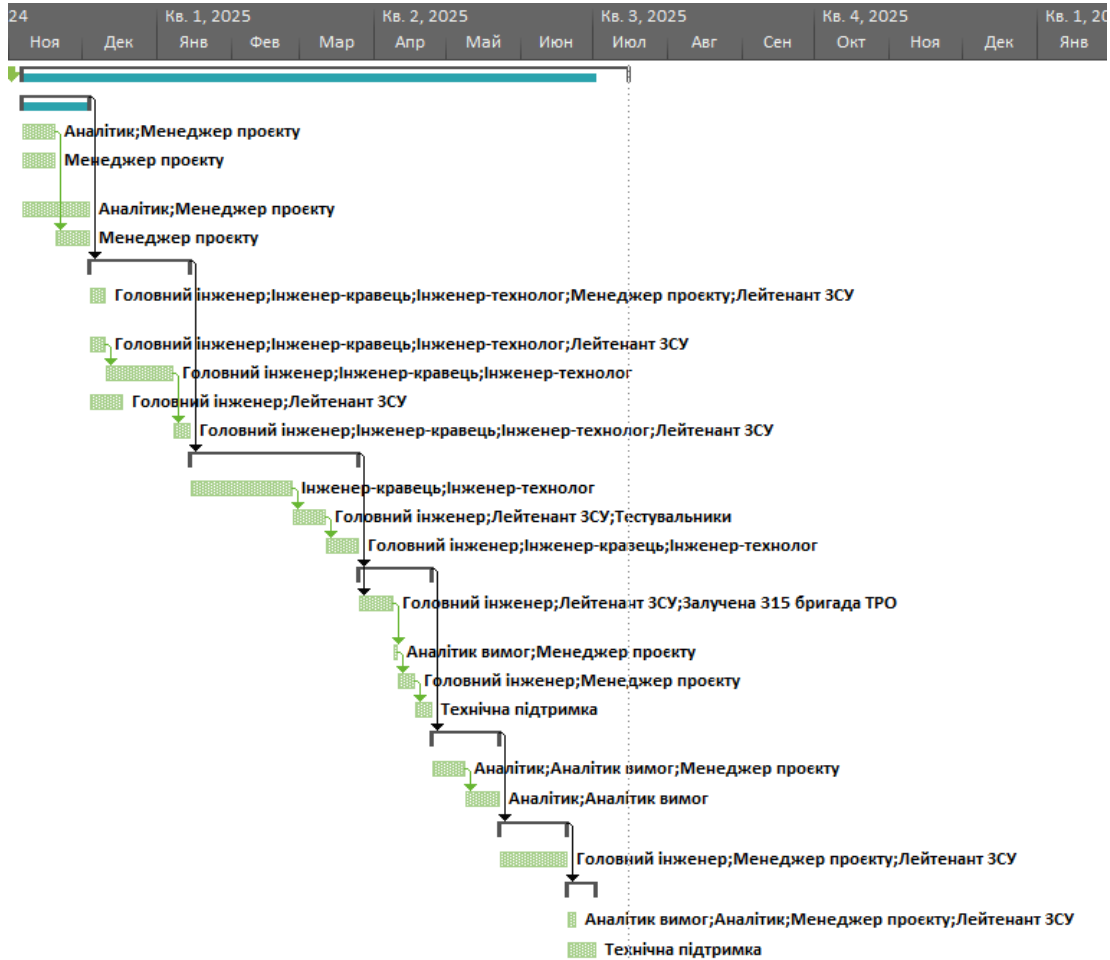 24 Кв. 1, 2025 Кв. 2, 2025 Кв. 3, 2025 Кв. 4, 2025 Кв. 1, 20
Ноя Дек Янв Фев Мар Апр Май Июн Июл Авг Сен Окт Ноя Дек Янв
Аналітик;Менеджер проєкту
Менеджер проєкту
Аналітик;Менеджер проєкту
Менеджер проєкту
Головний інженер;Інженер-кравець;Інженер-технолог;Менеджер проєкту;Лейтенант ЗСУ
Головний інженер;Інженер-кравець;Інженер-технолог;Лейтенант ЗСУ
Головний інженер;Інженер-кравець;Інженер-технолог
Головний інженер;Лейтенант ЗСУ
Головний інженер;Інженер-кравець;Інженер-технолог;Лейтенант ЗСУ
Інженер-кравець;Інженер-технолог
Головний інженер;Лейтенант ЗСУ;Тестувальники
Головний інженер;Інженер-кравець;Інженер-технолог
Головний інженер;Лейтенант ЗСУ;Залучена 315 бригада ТРО
Аналітик вимог;Менеджер проєкту
Головний інженер;Менеджер проєкту
Технічна підтримка
Аналітик;Аналітик вимог;Менеджер проєкту
Аналітик;Аналітик вимог
Головний інженер;Менеджер проєкту;Лейтенант ЗСУ
Аналітик вимог;Аналітик;Менеджер проєкту;Лейтенант ЗСУ
Технічна підтримка